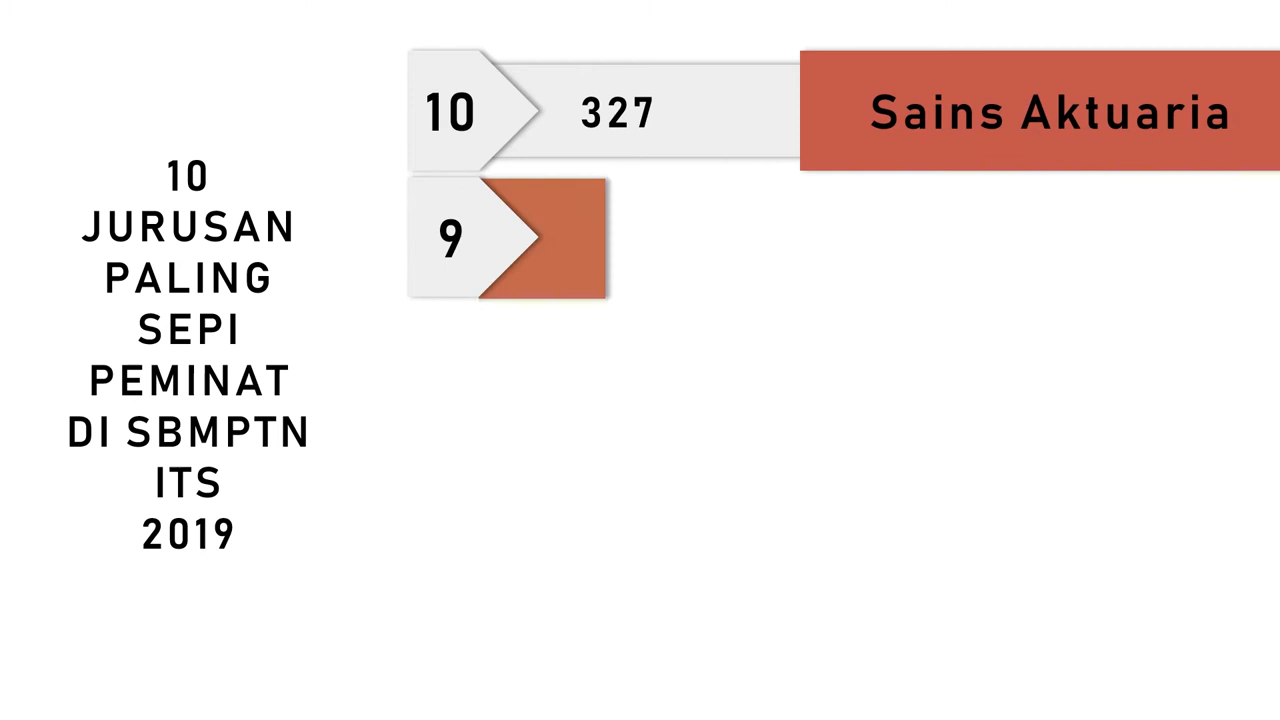 10
JURUSAN
PALING
SEPI
PEMINAT
DI SBMPTN
ITS
2019
10 327 Sains Aktuaria
9